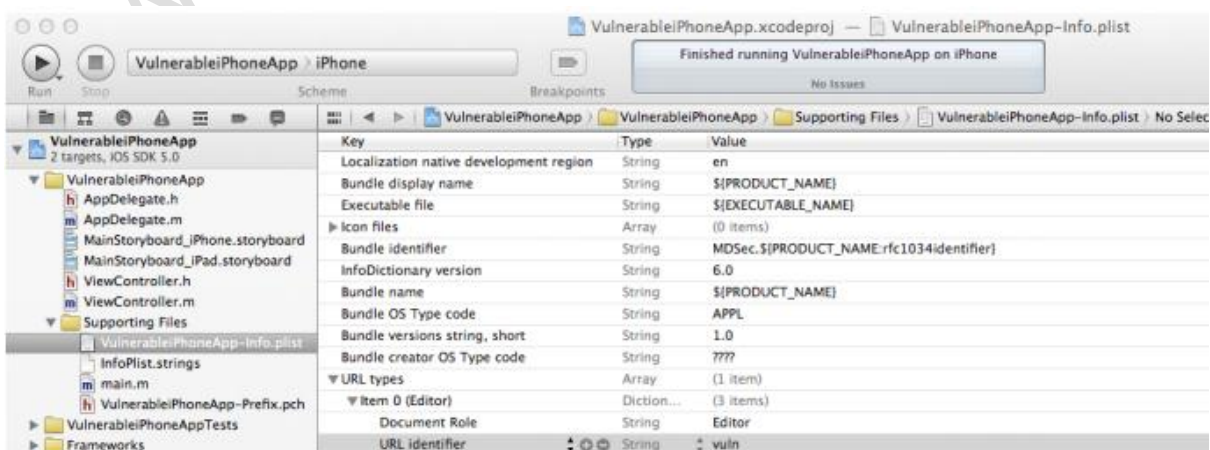 VulnerableiPhoneApp.xcodeproj — VulnerableiPhoneApp-Info.plist
VulnerableiPhoneApp › iPhone
Finished running VulnerableiPhoneApp on iPhone
No Issues
Run Stop Scheme Breakpoints
VulnerableiPhoneApp › VulnerableiPhoneApp › Supporting Files › VulnerableiPhoneApp-Info.plist › No Selec
VulnerableiPhoneApp
2 targets, iOS SDK 5.0
VulnerableiPhoneApp
h AppDelegate.h
m AppDelegate.m
MainStoryboard_iPhone.storyboard
MainStoryboard_iPad.storyboard
h ViewController.h
m ViewController.m
Supporting Files
VulnerableiPhoneApp-Info.plist
InfoPlist.strings
m main.m
h VulnerableiPhoneApp-Prefix.pch
VulnerableiPhoneAppTests
Frameworks
Key Type Value
Localization native development region String en
Bundle display name String ${PRODUCT_NAME}
Executable file String ${EXECUTABLE_NAME}
Icon files Array (0 items)
Bundle identifier String MDSec.${PRODUCT_NAME:rfc1034identifier}
InfoDictionary version String 6.0
Bundle name String ${PRODUCT_NAME}
Bundle OS Type code String APPL
Bundle versions string, short String 1.0
Bundle creator OS Type code String ????
URL types Array (1 item)
Item 0 (Editor) Diction... (3 items)
Document Role String Editor
URL identifier String vuln